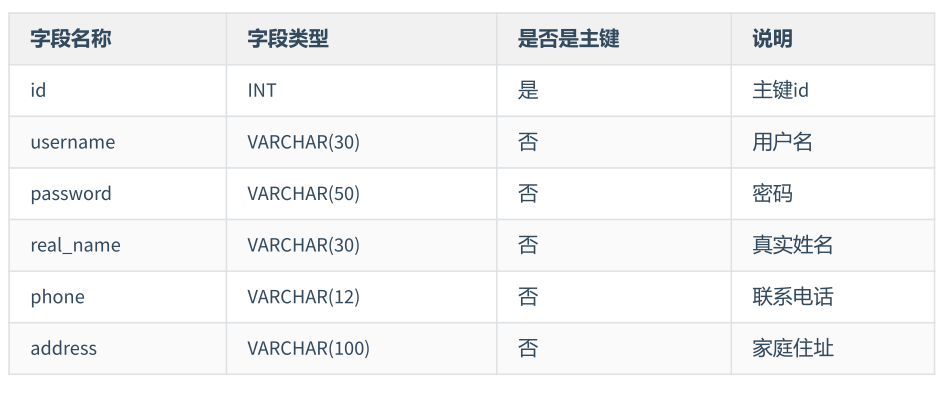 字段名称 字段类型 是否是主键 说明
id INT 是 主键id
username VARCHAR(30) 否 用户名
password VARCHAR(50) 否 密码
real_name VARCHAR(30) 否 真实姓名
phone VARCHAR(12) 否 联系电话
address VARCHAR(100) 否 家庭住址